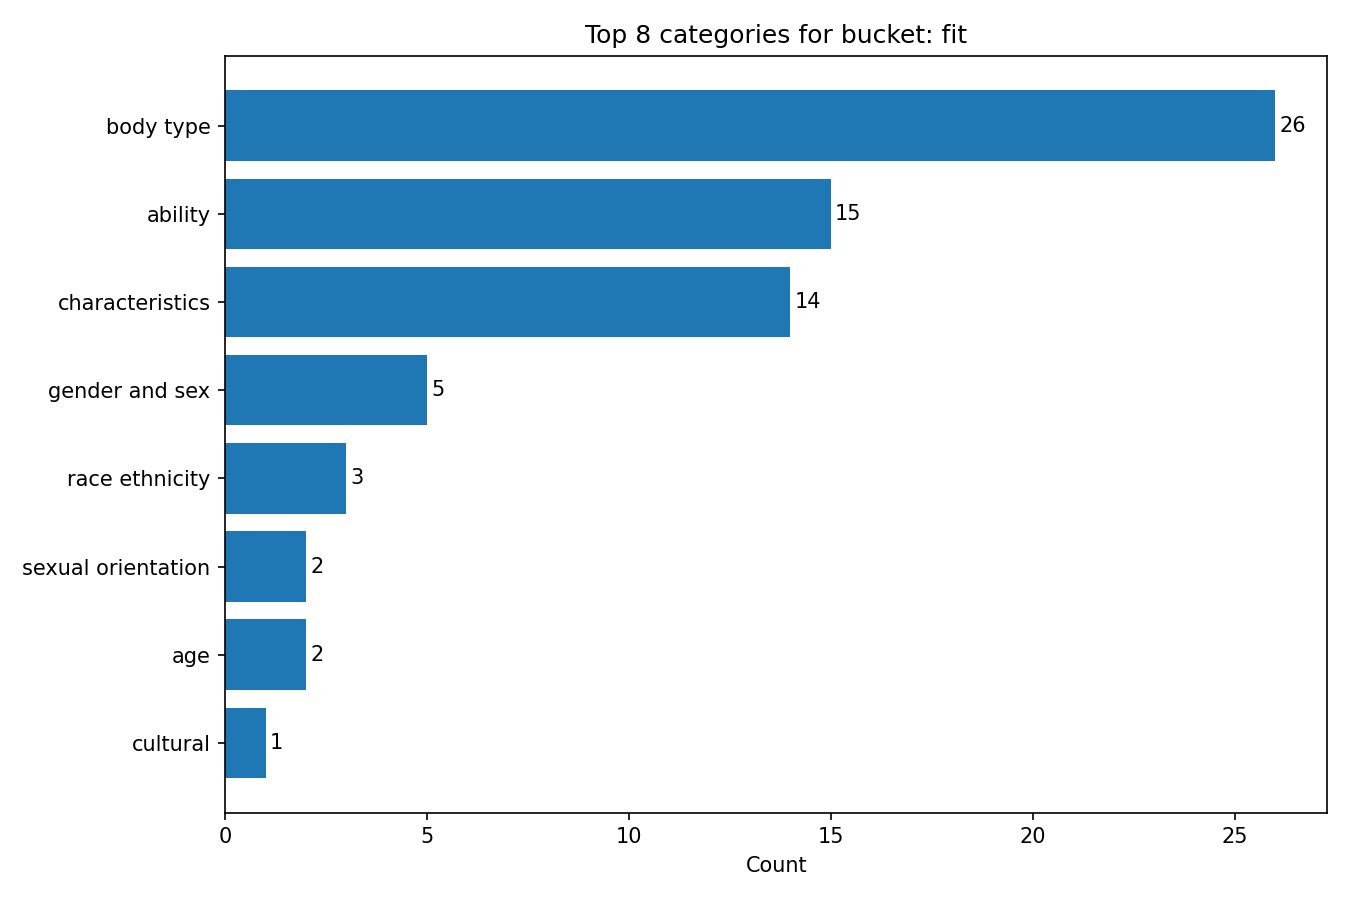 Top 8 categories for bucket: fit
body type
26
ability
15
characteristics
14
gender and sex
5
race ethnicity
3
sexual orientation
2
age
2
cultural
1
0 5 10 15 20 25
Count